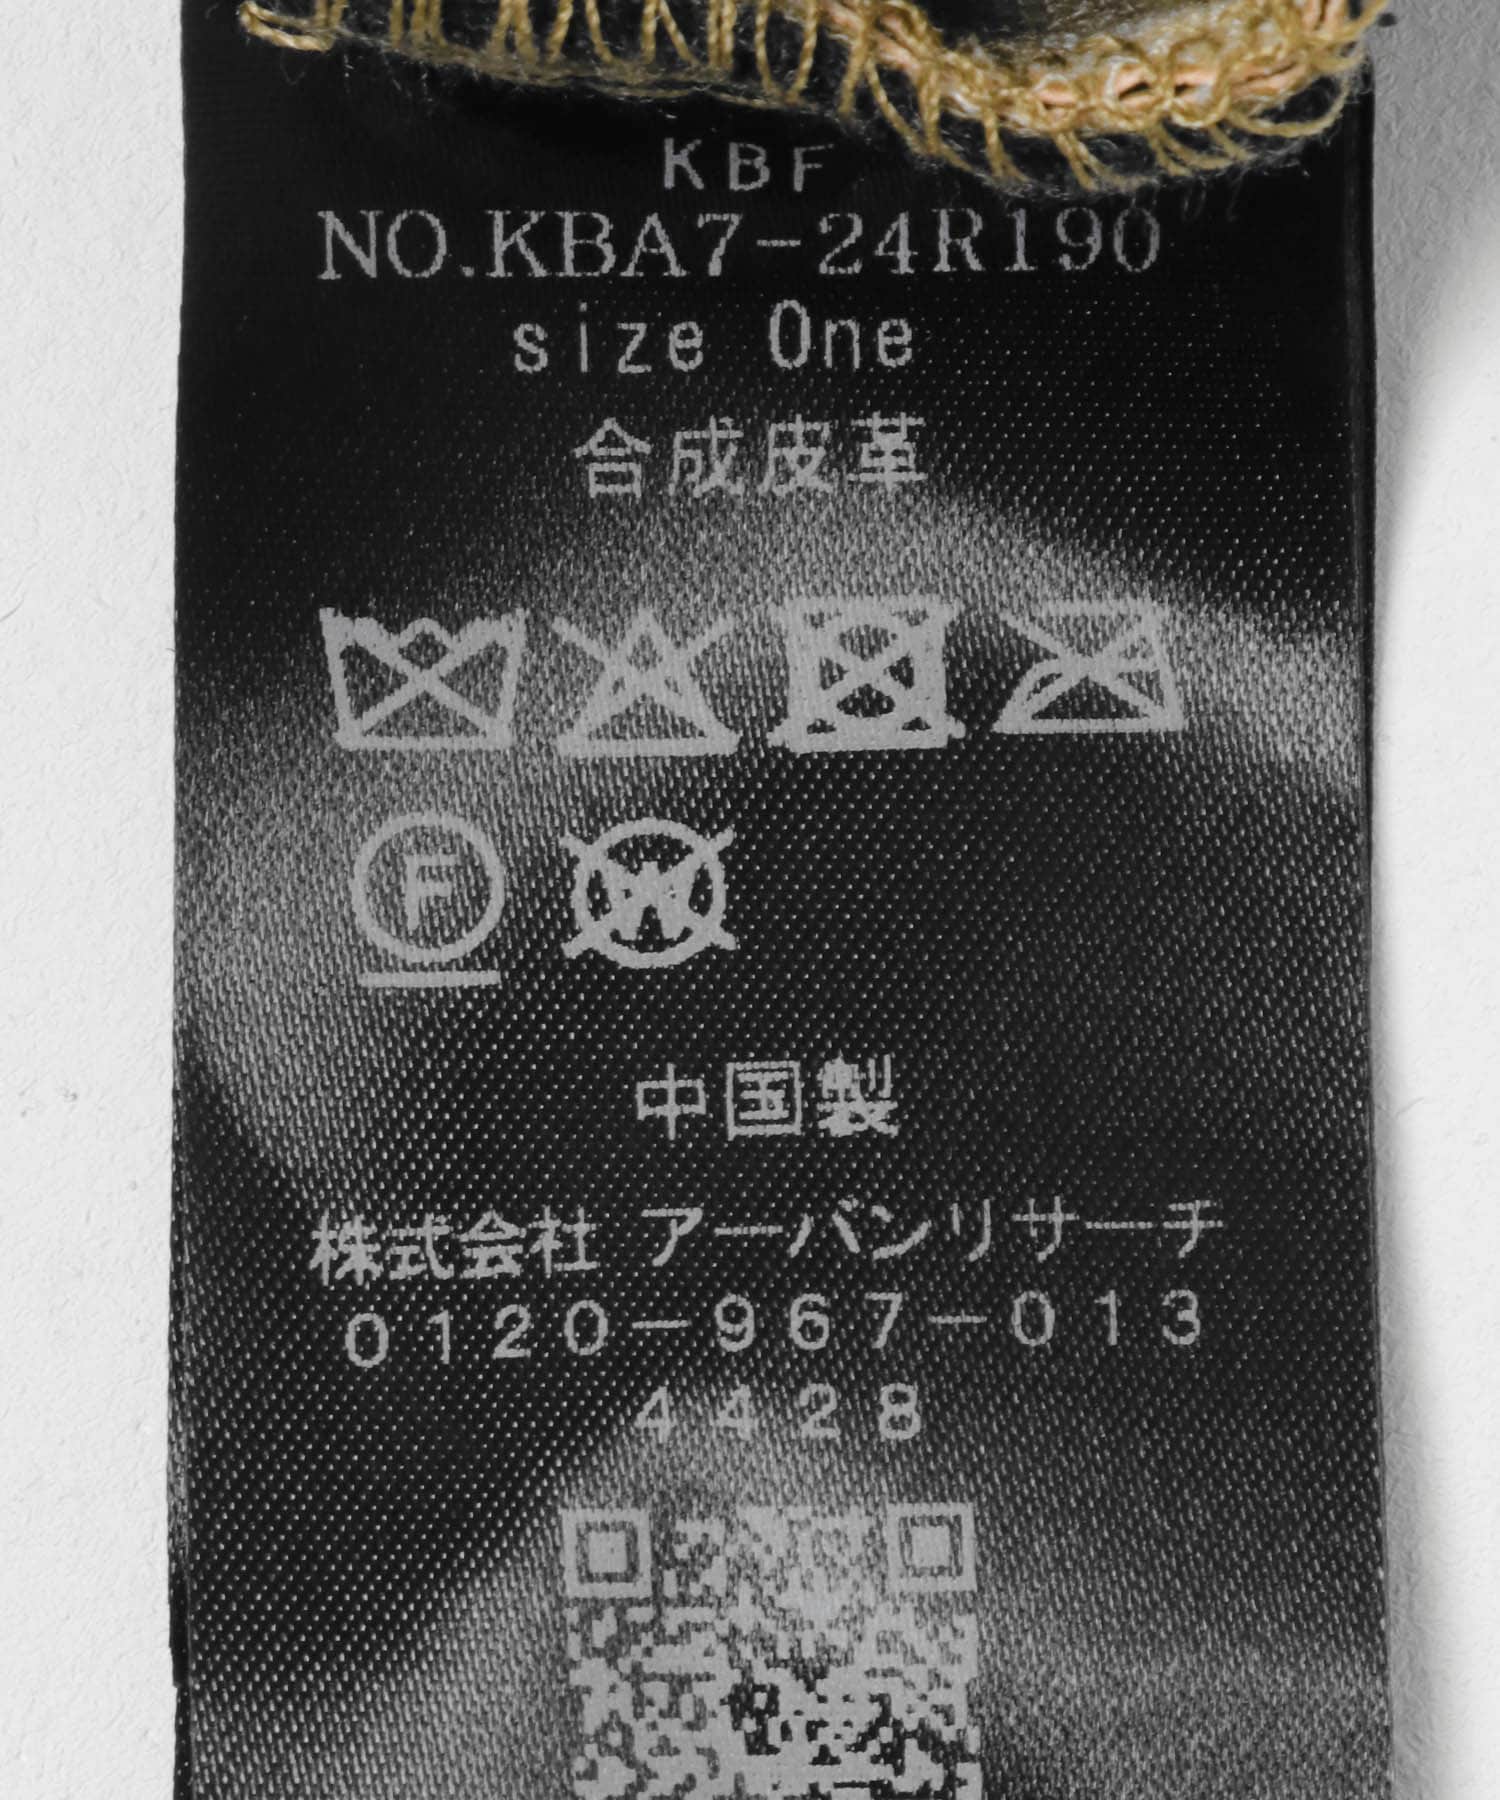 KBF
NO.KBA7-24R190
size One
合成皮革
F
W
中国製
株式会社 アーバンリサーチ
0120-967-013
4428